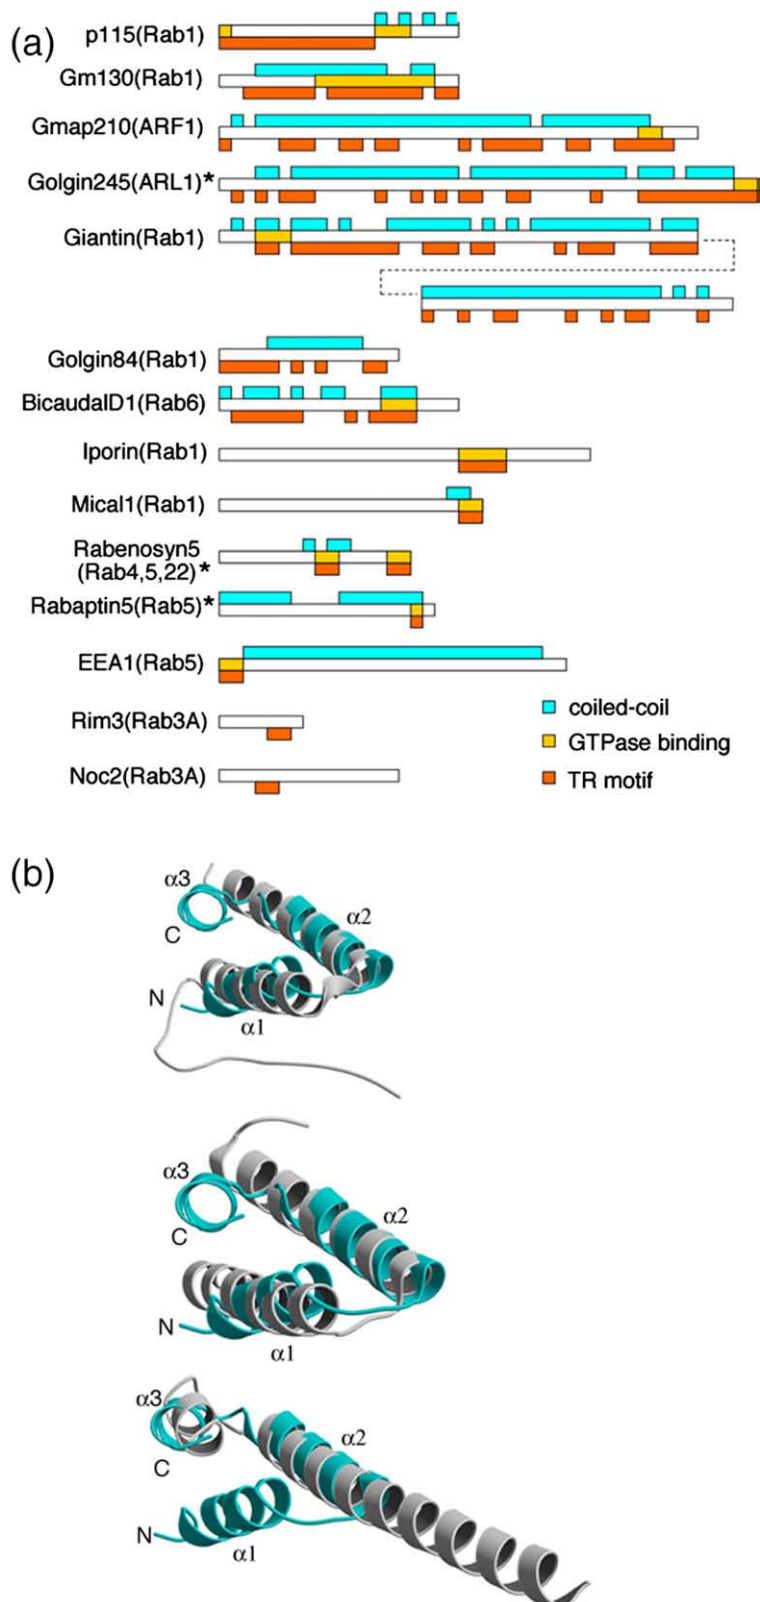 (a)
p115(Rab1)
Gm130(Rab1)
Gmap210(ARF1)
Golgin245(ARL1)*
Giantin(Rab1)
Golgin84(Rab1)
BicaudalD1(Rab6)
Iporin(Rab1)
Mical1(Rab1)
Rabenosyn5
(Rab4,5,22)*
Rabaptin5(Rab5)*
EEA1(Rab5)
Rim3(Rab3A)
Noc2(Rab3A)
coiled-coil
GTPase binding
TR motif
(b)
α3
α2
C
N
α1
α3
α2
C
N
α1
α3
α2
C
N
α1